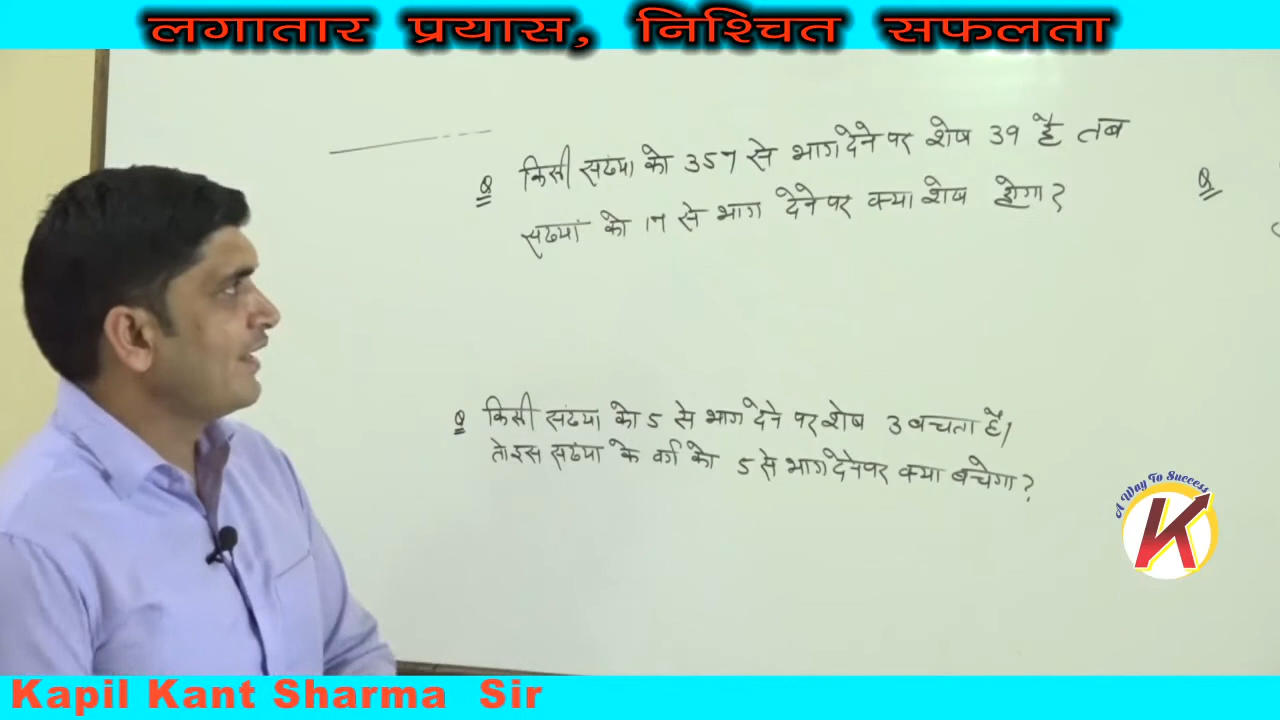 लगातार प्रयास, निश्चित सफलता
Q किसी संख्या को 357 से भाग देने पर शेष 39 है तब
संख्यां को 17 से भाग देने पर क्या शेष होगा?
Q
Q किसी संख्या को 5 से भाग देने पर शेष 3 बचता है।
तो इस संख्या के वर्ग को 5 से भाग देने पर क्या बचेगा?
A Way To Success
K
Kapil Kant Sharma Sir